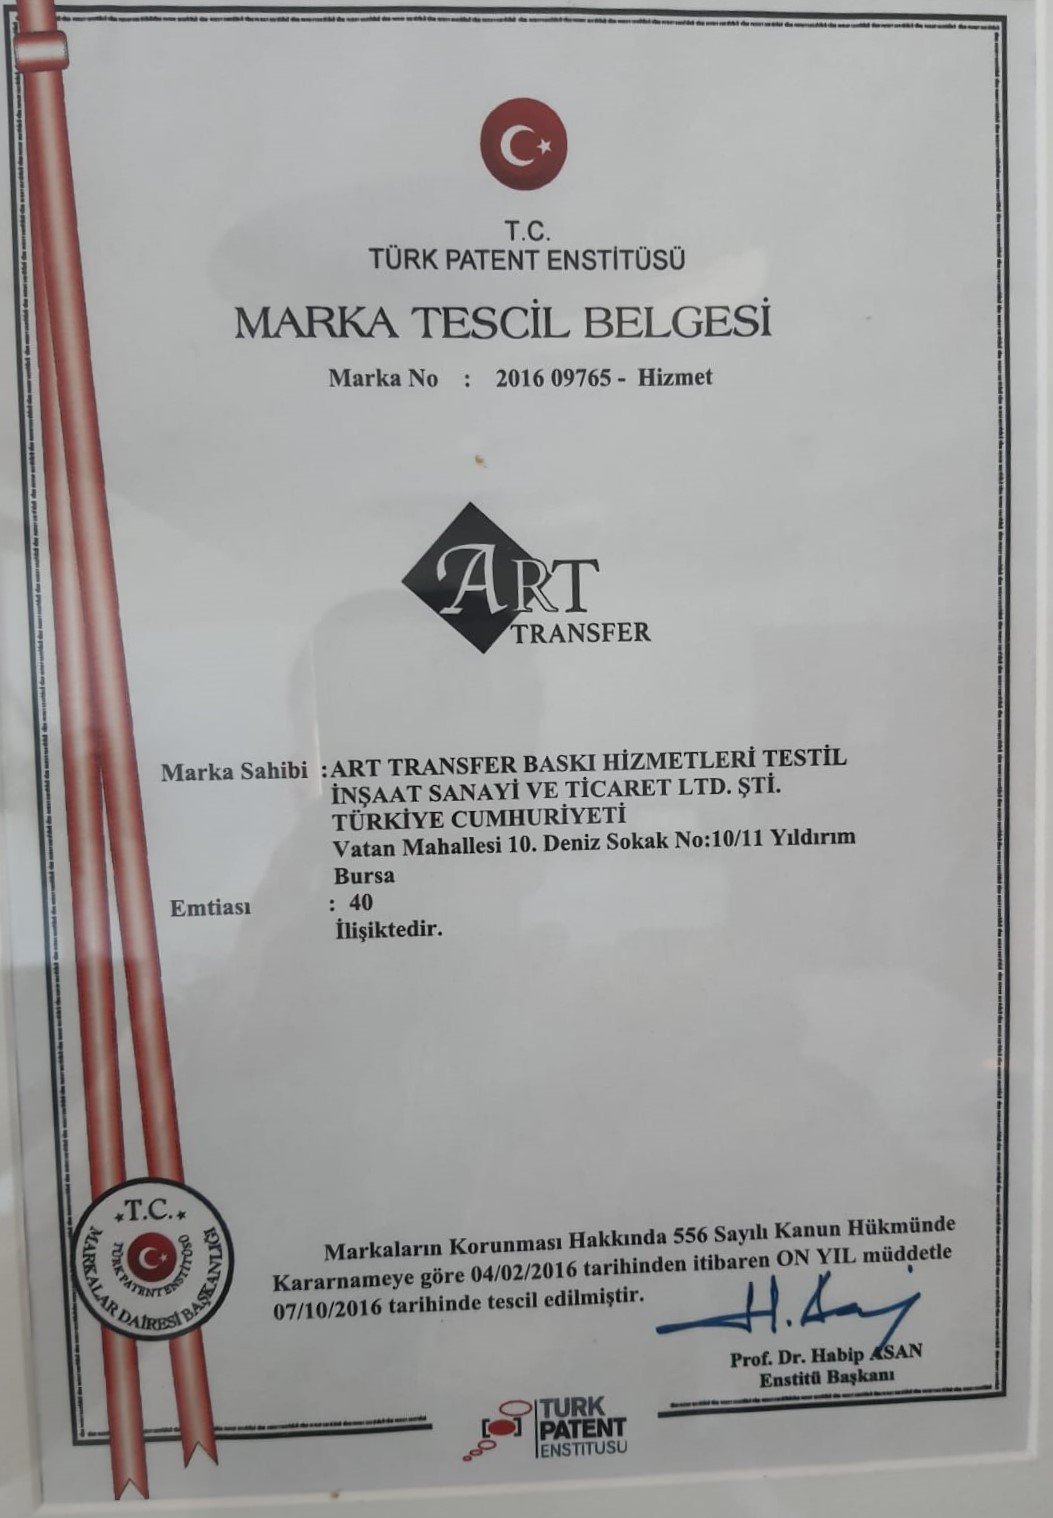 T.C.
TÜRK PATENT ENSTİTÜSÜ
MARKA TESCİL BELGESİ
Marka No : 2016 09765 - Hizmet
ART
TRANSFER
Marka Sahibi : ART TRANSFER BASKI HİZMETLERİ TESTİL
İNŞAAT SANAYİ VE TİCARET LTD. ŞTİ.
TÜRKİYE CUMHURİYETİ
Vatan Mahallesi 10. Deniz Sokak No:10/11 Yıldırım
Bursa
Emtiası : 40
İlişiktedir.
T.C.
TÜRK PATENT ENSTİTÜSÜ
MARKALAR DAİRESİ BAŞKANLIĞI
Markaların Korunması Hakkında 556 Sayılı Kanun Hükmünde
Kararnameye göre 04/02/2016 tarihinden itibaren ON YIL müddetle
07/10/2016 tarihinde tescil edilmiştir.
Prof. Dr. Habip ASAN
Enstitü Başkanı
TURK
PATENT
ENSTITUSU